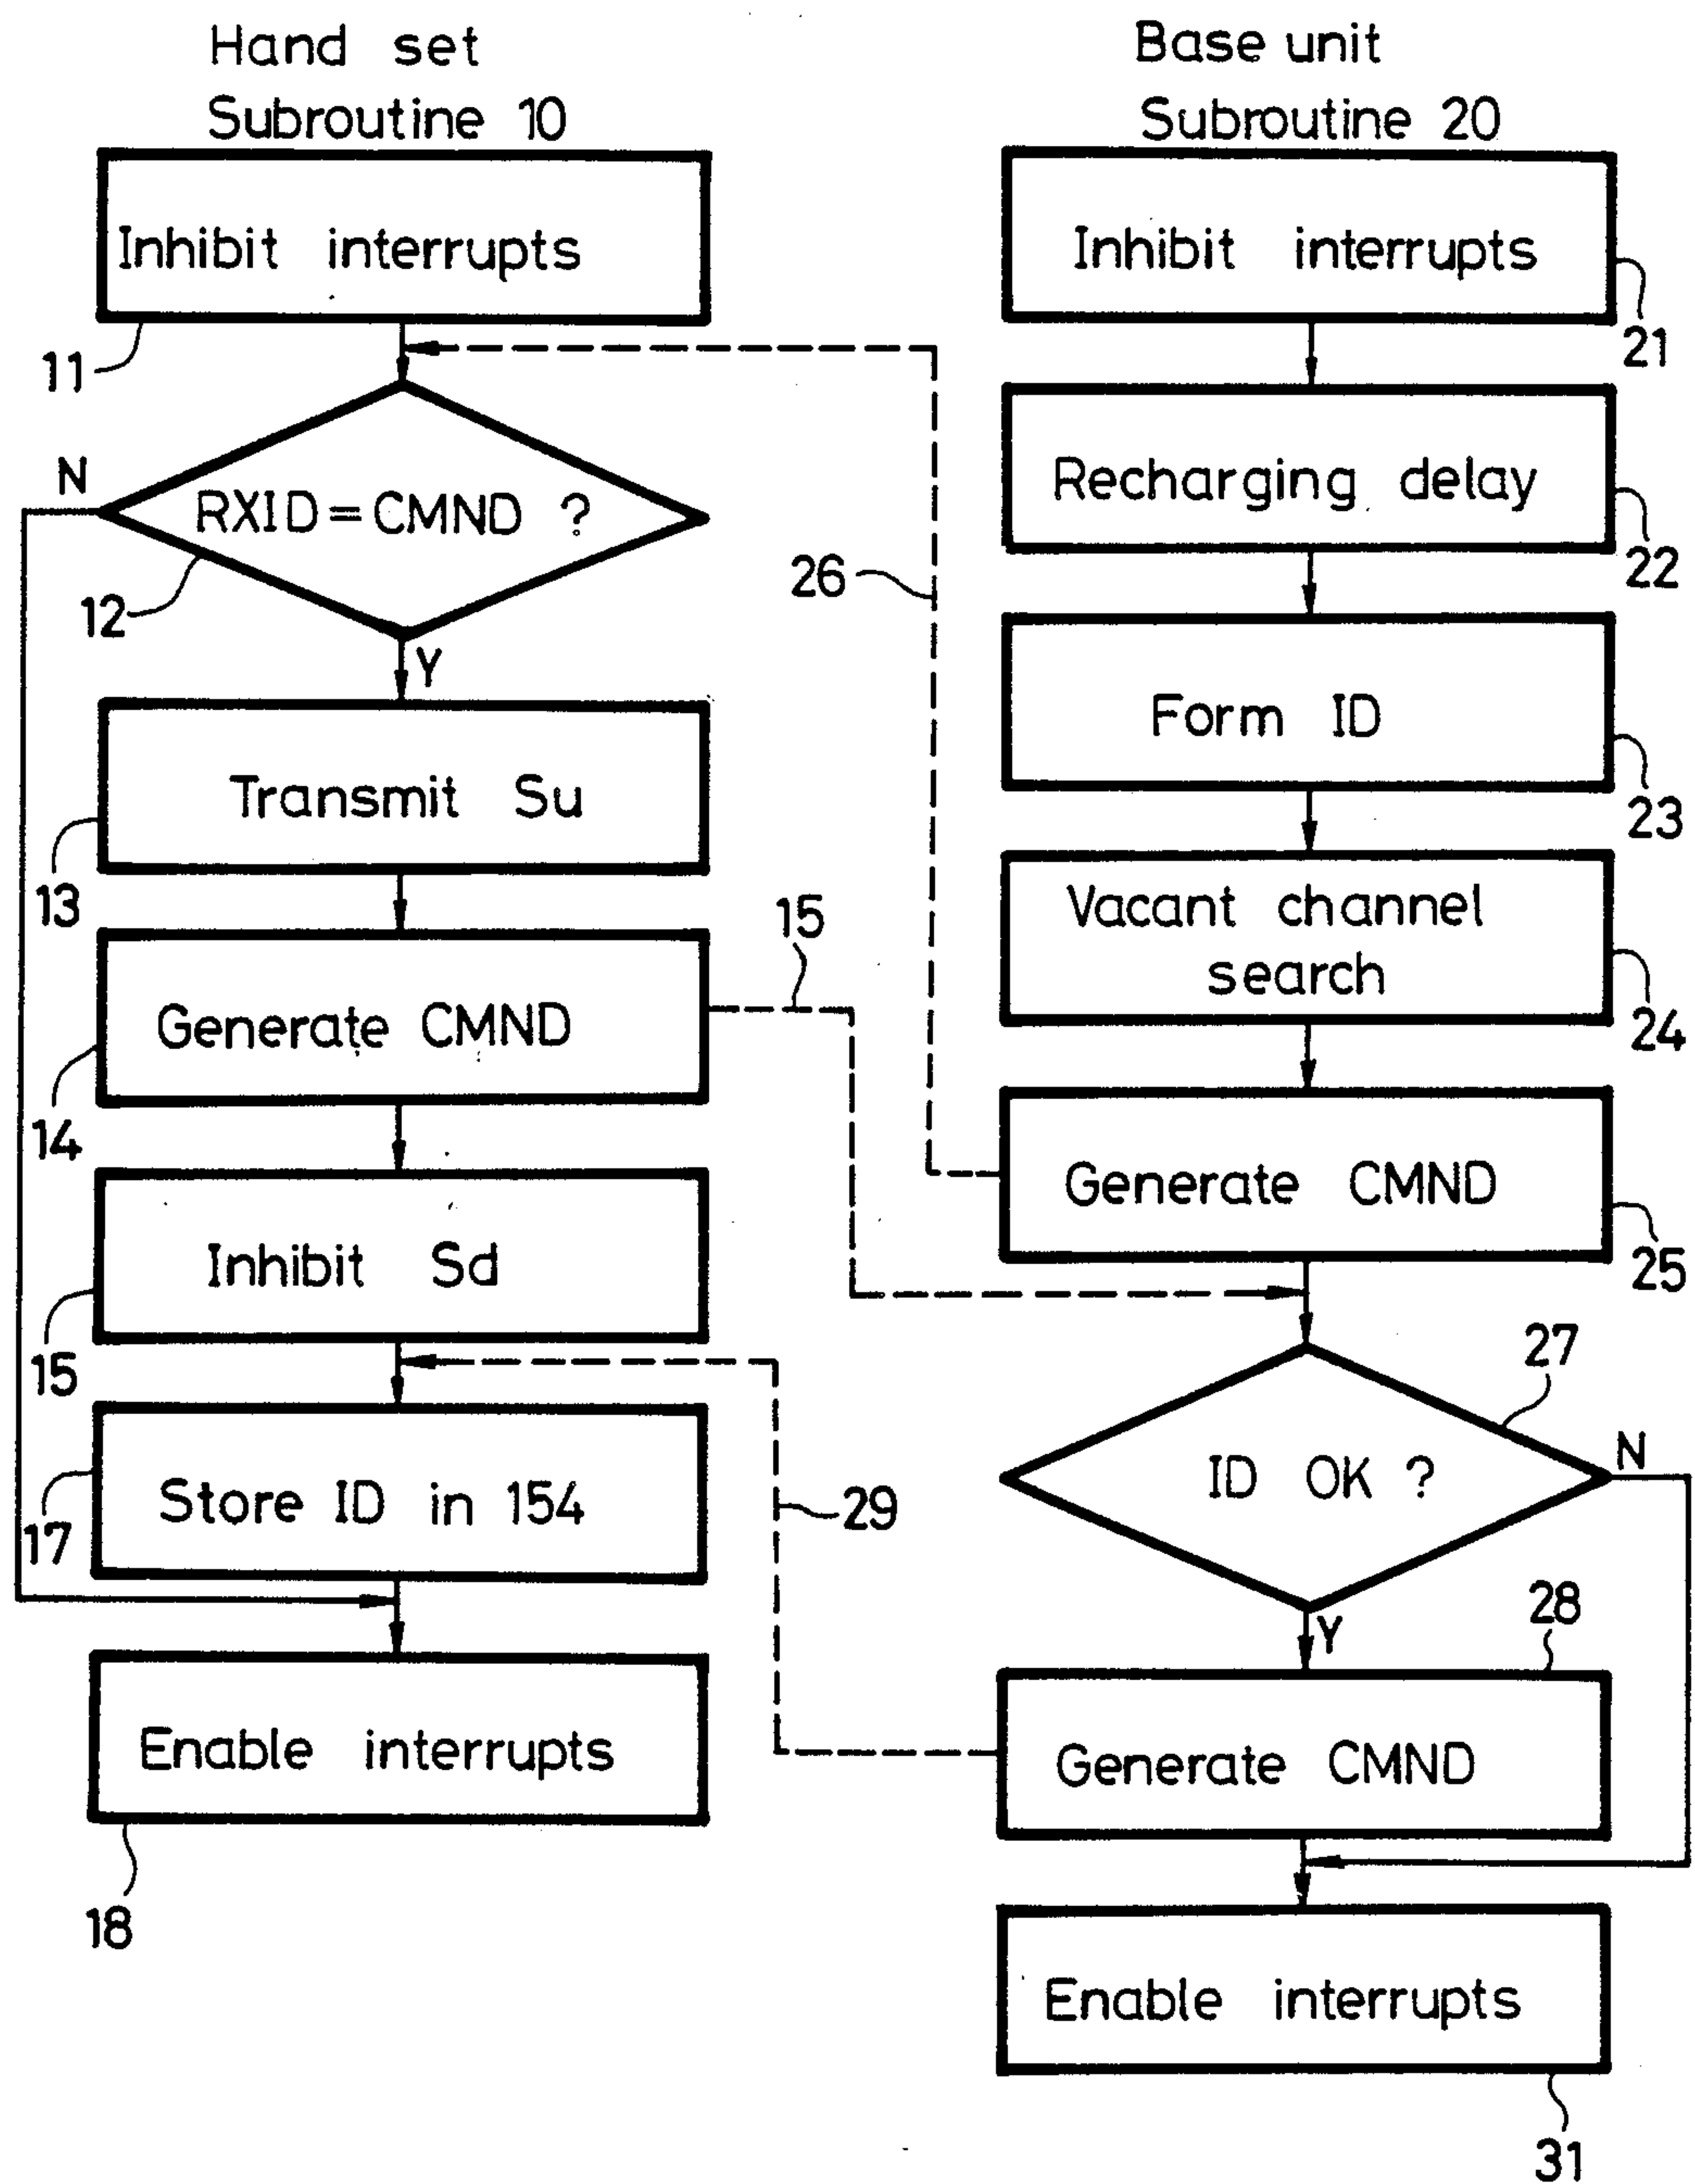 Hand set
Subroutine 10
Inhibit interrupts
11
N
RXID = CMND ?
12
Y
Transmit Su
13
15
Generate CMND
14
Inhibit Sd
15
Store ID in 154
17
29
Enable interrupts
18
Base unit
Subroutine 20
Inhibit interrupts
21
Recharging delay
22
26
Form ID
23
Vacant channel
search
24
Generate CMND
25
27
ID OK ?
N
Y
28
Generate CMND
Enable interrupts
31